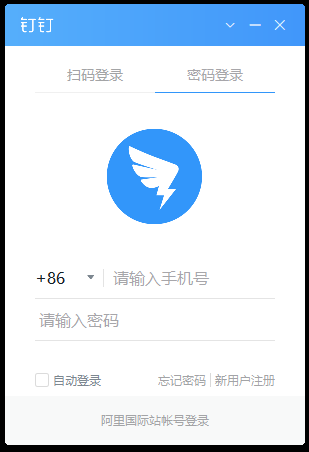 钉钉
扫码登录 密码登录
+86 请输入手机号
请输入密码
自动登录 忘记密码 新用户注册
阿里国际站帐号登录